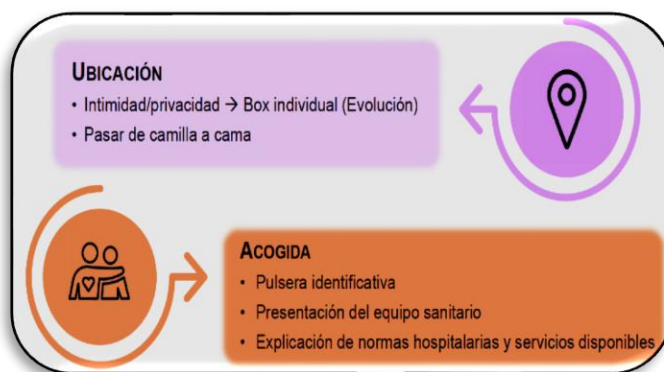 UBICACIÓN
• Intimidad/privacidad → Box individual (Evolución)
• Pasar de camilla a cama
ACOGIDA
• Pulsera identificativa
• Presentación del equipo sanitario
• Explicación de normas hospitalarias y servicios disponibles